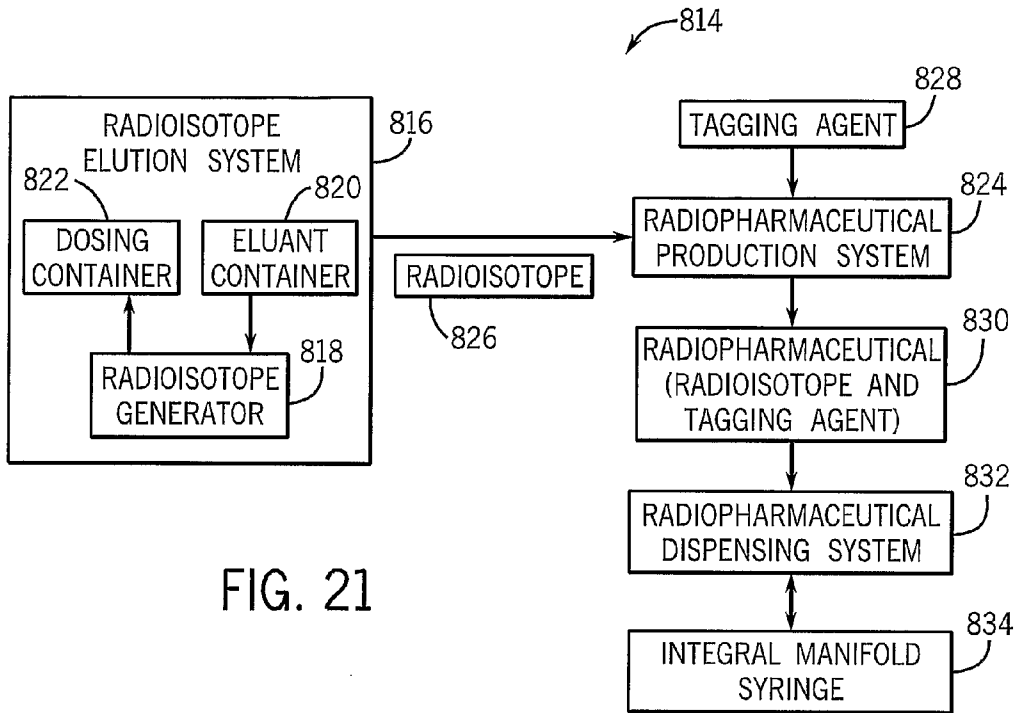 814
RADIOISOTOPE
ELUTION SYSTEM
816
822
820
DOSING
CONTAINER
ELUANT
CONTAINER
RADIOISOTOPE
GENERATOR
818
RADIOISOTOPE
826
828
TAGGING AGENT
824
RADIOPHARMACEUTICAL
PRODUCTION SYSTEM
830
RADIOPHARMACEUTICAL
(RADIOISOTOPE AND
TAGGING AGENT)
832
RADIOPHARMACEUTICAL
DISPENSING SYSTEM
834
INTEGRAL MANIFOLD
SYRINGE
FIG. 21